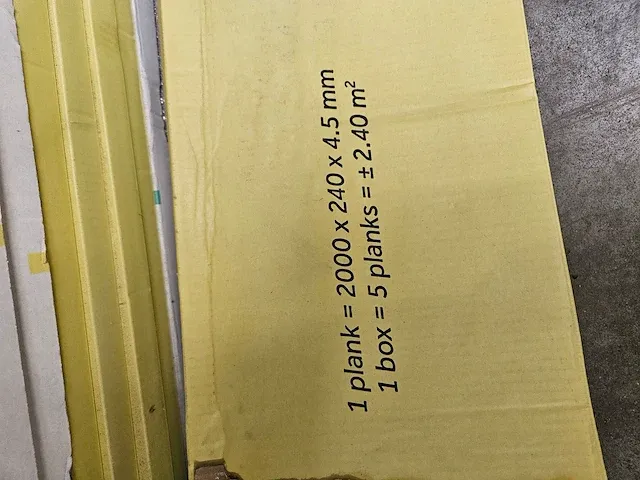 1 plank = 2000 x 240 x 4.5 mm
1 box = 5 planks = ± 2.40 m²